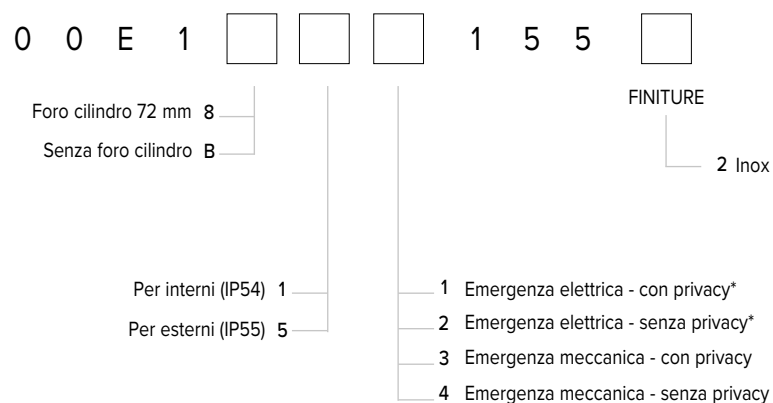 0 0 E 1 1 5 5
FINITURE
Foro cilindro 72 mm 8
Senza foro cilindro B
2 Inox
Per interni (IP54) 1
Per esterni (IP55) 5
1 Emergenza elettrica - con privacy*
2 Emergenza elettrica - senza privacy*
3 Emergenza meccanica - con privacy
4 Emergenza meccanica - senza privacy